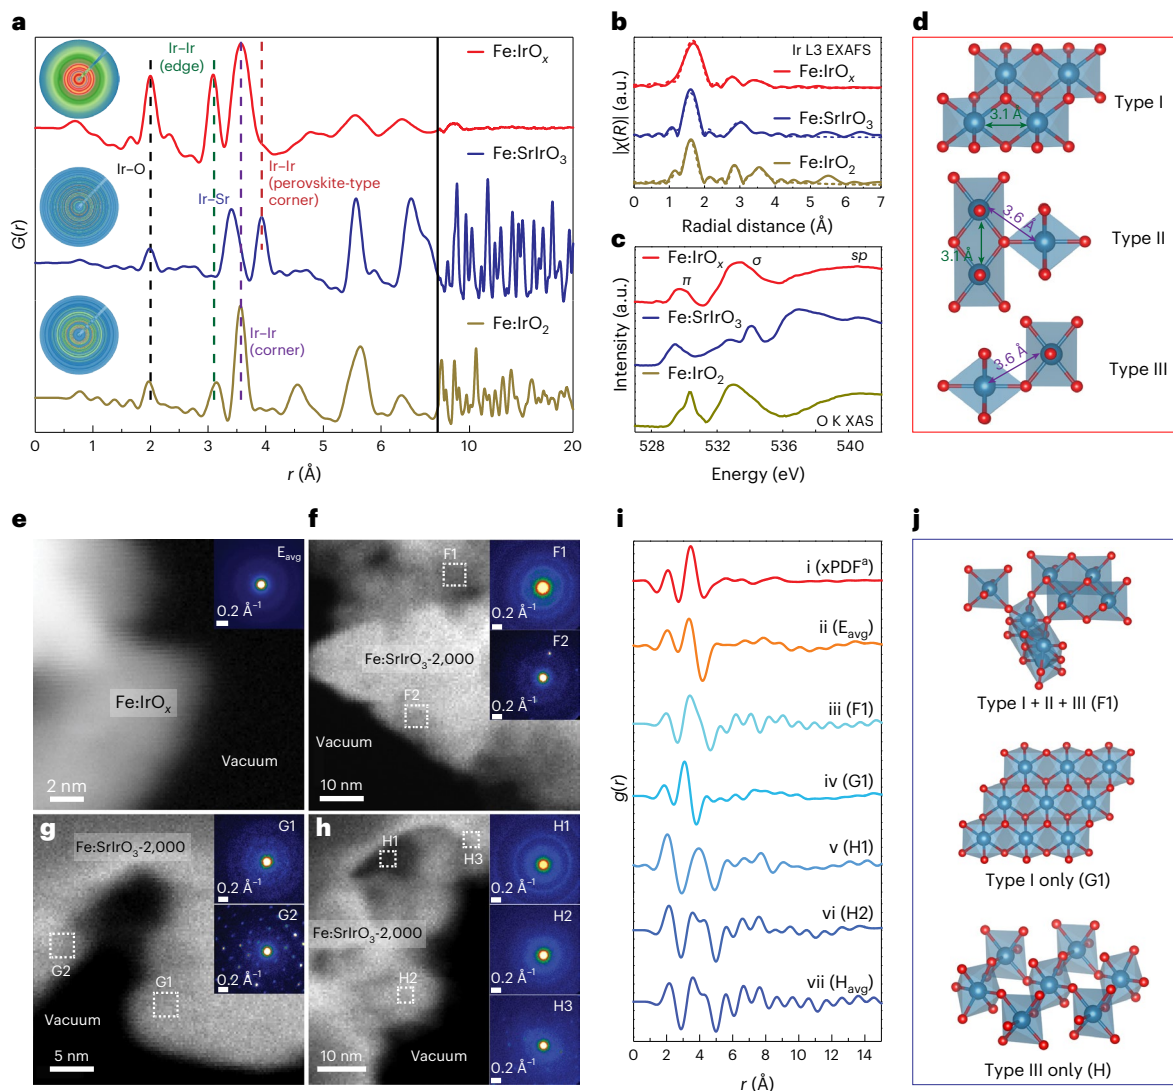 a
Fe:IrOx
Ir–Ir
(edge)
Ir–O
Ir–Sr
Ir–Ir
(perovskite-type
corner)
Fe:SrIrO3
Ir–Ir
(corner)
Fe:IrO2
G(r)
0 1 2 3 4 5 6 7 10 20
r (Å)
b
Ir L3 EXAFS
Fe:IrOx
Fe:SrIrO3
Fe:IrO2
|χ(R)| (a.u.)
0 1 2 3 4 5 6 7
Radial distance (Å)
c
Fe:IrOx
π
σ
sp
Fe:SrIrO3
Fe:IrO2
O K XAS
Intensity (a.u.)
528 532 536 540
Energy (eV)
d
3.1 Å
Type I
3.6 Å
3.1 Å
Type II
3.6 Å
Type III
e
Eavg
0.2 Å−1
Fe:IrOx
Vacuum
2 nm
f
F1
F1
0.2 Å−1
F2
0.2 Å−1
Fe:SrIrO3-2,000
F2
Vacuum
10 nm
g
Fe:SrIrO3-2,000
G1
0.2 Å−1
G2
0.2 Å−1
G2
G1
Vacuum
5 nm
h
H1
H3
H1
0.2 Å−1
H2
0.2 Å−1
H3
0.2 Å−1
Fe:SrIrO3-2,000
H2
Vacuum
10 nm
i
i (xPDFa)
ii (Eavg)
iii (F1)
iv (G1)
v (H1)
vi (H2)
vii (Havg)
g(r)
0 2 4 6 8 10 12 14
r (Å)
j
Type I + II + III (F1)
Type I only (G1)
Type III only (H)